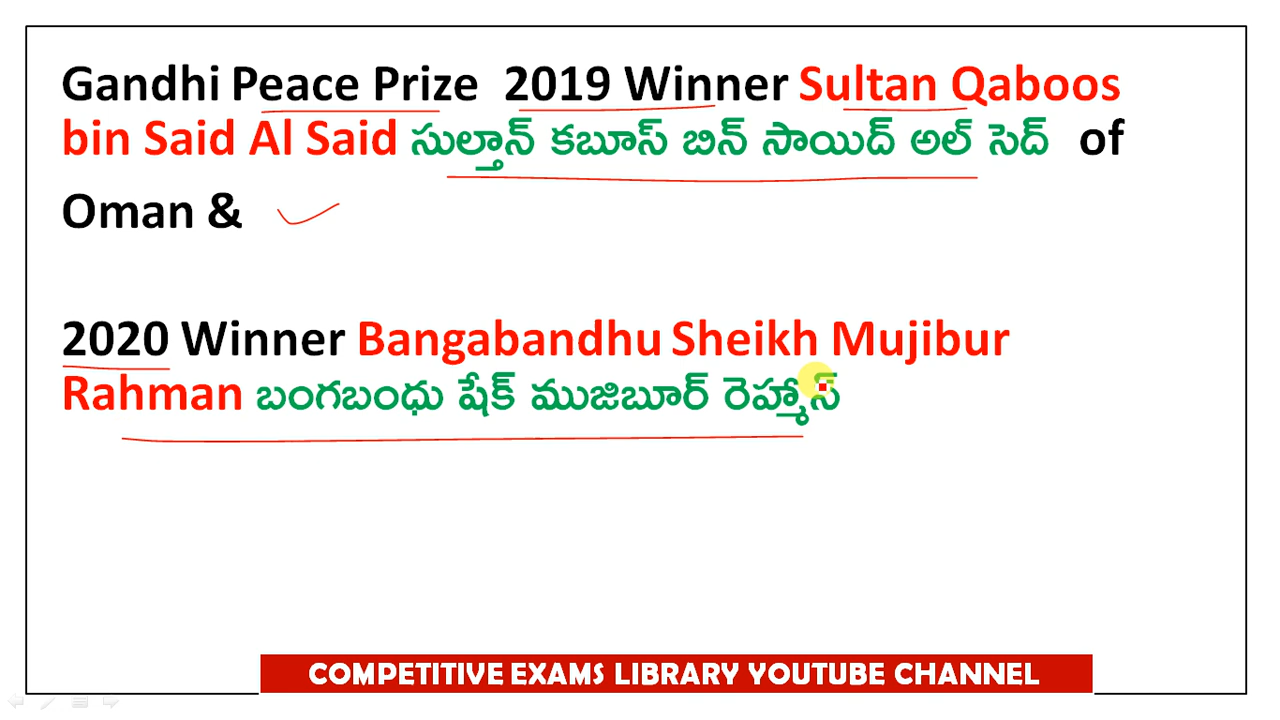 Gandhi Peace Prize 2019 Winner Sultan Qaboos
bin Said Al Said సుల్తాన్ కబూస్ బిన్ సాయిద్ అల్ సెద్ of
Oman &
2020 Winner Bangabandhu Sheikh Mujibur
Rahman బంగబంధు షేక్ ముజిబూర్ రెహ్మాన్
COMPETITIVE EXAMS LIBRARY YOUTUBE CHANNEL